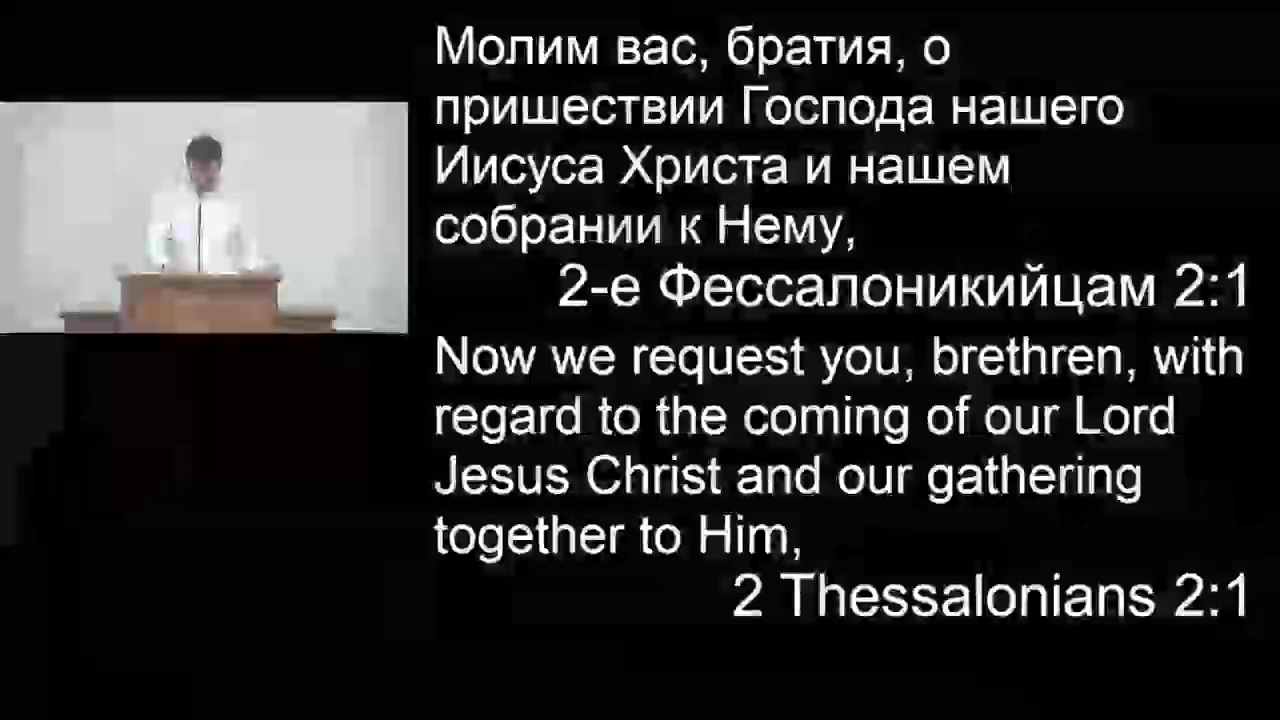 Молим вас, братия, о
пришествии Господа нашего
Иисуса Христа и нашем
собрании к Нему,
2-е Фессалоникийцам 2:1
Now we request you, brethren, with
regard to the coming of our Lord
Jesus Christ and our gathering
together to Him,
2 Thessalonians 2:1